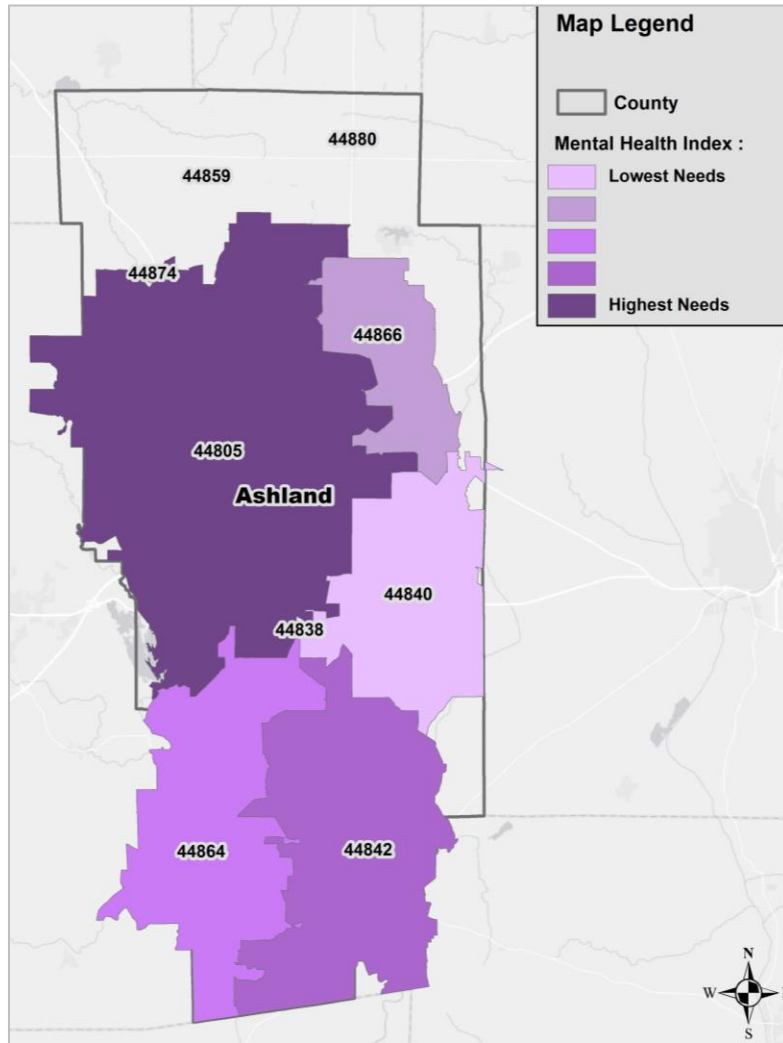 Map Legend
County
Mental Health Index :
Lowest Needs
Highest Needs
44880
44859
44874
44866
44805
Ashland
44840
44838
44864
44842
N
W
S